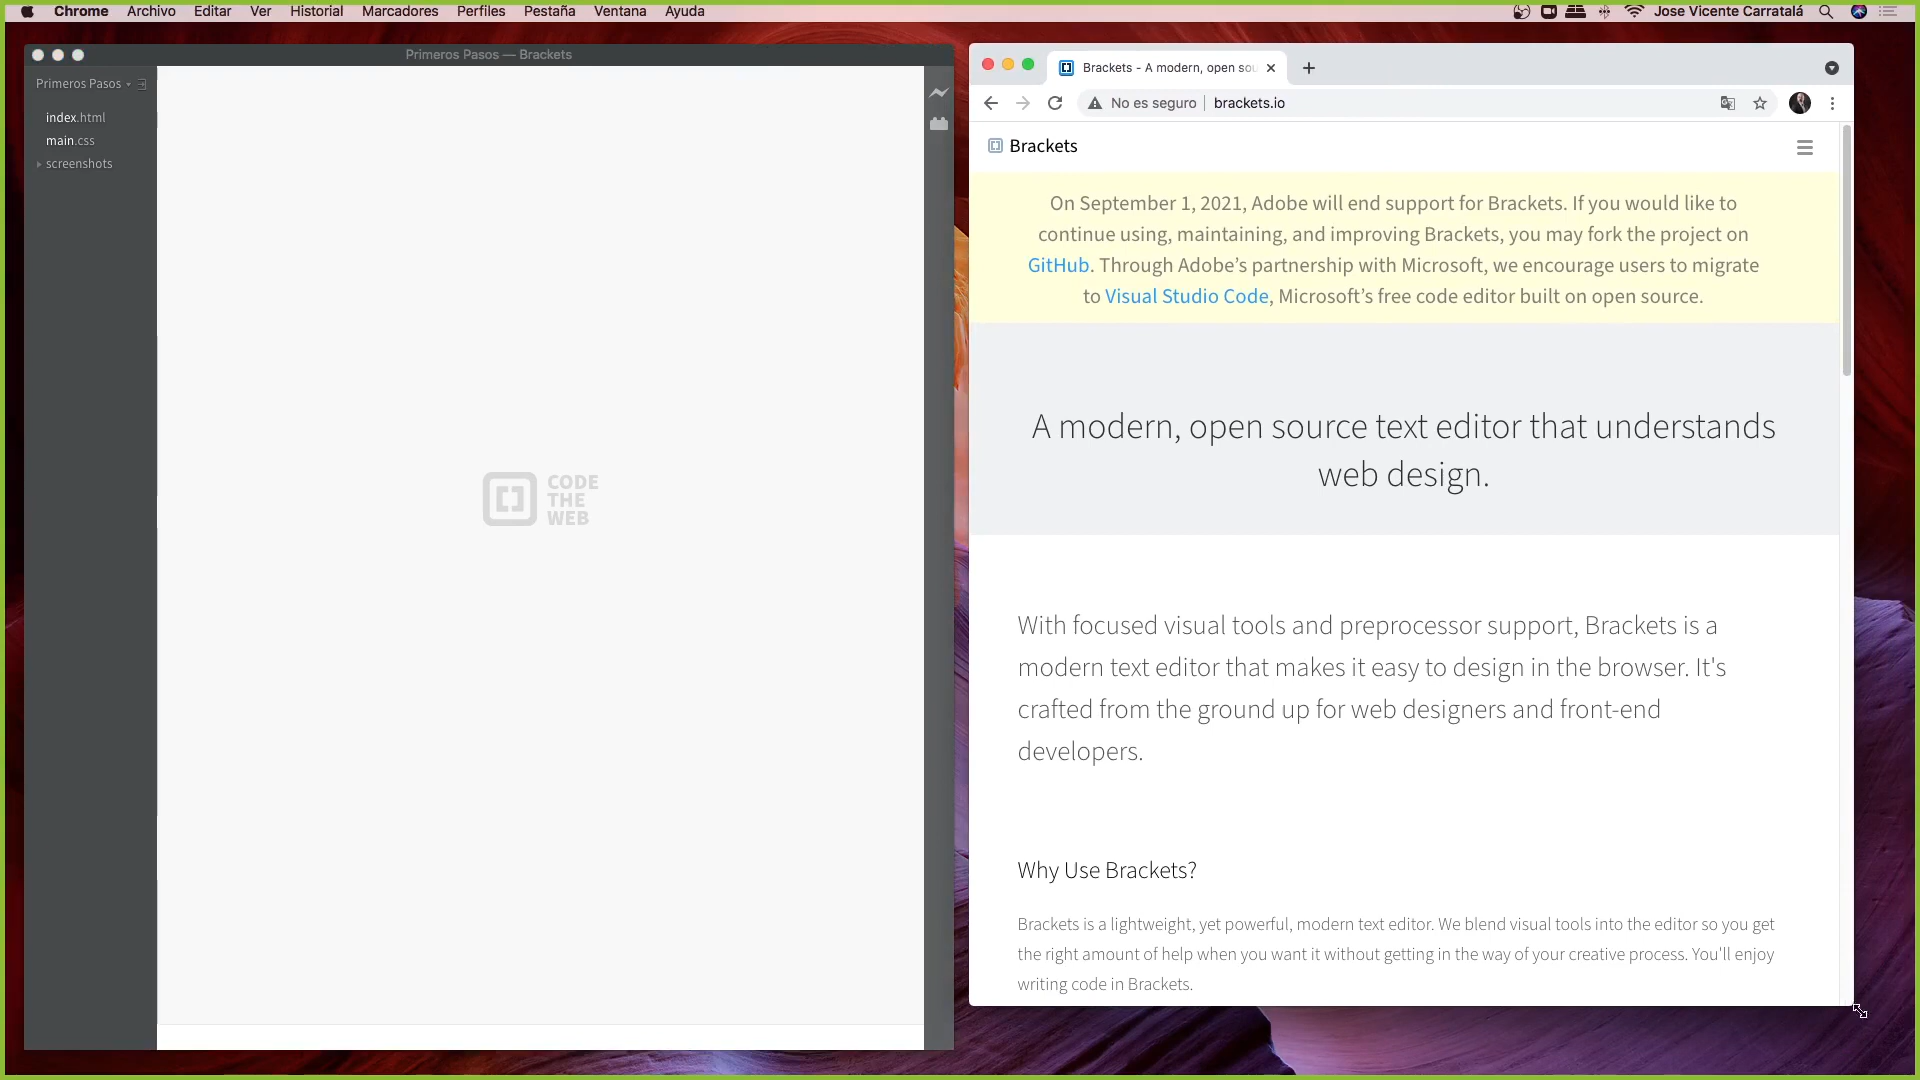 Chrome Archivo Editar Ver Historial Marcadores Perfiles Pestaña Ventana Ayuda
Jose Vicente Carratalá
Primeros Pasos — Brackets
Primeros Pasos
index.html
main.css
screenshots
CODE
THE
WEB
Brackets - A modern, open sou
No es seguro brackets.io
Brackets
On September 1, 2021, Adobe will end support for Brackets. If you would like to
continue using, maintaining, and improving Brackets, you may fork the project on
GitHub. Through Adobe’s partnership with Microsoft, we encourage users to migrate
to Visual Studio Code, Microsoft’s free code editor built on open source.
A modern, open source text editor that understands
web design.
With focused visual tools and preprocessor support, Brackets is a
modern text editor that makes it easy to design in the browser. It's
crafted from the ground up for web designers and front-end
developers.
Why Use Brackets?
Brackets is a lightweight, yet powerful, modern text editor. We blend visual tools into the editor so you get
the right amount of help when you want it without getting in the way of your creative process. You'll enjoy
writing code in Brackets.